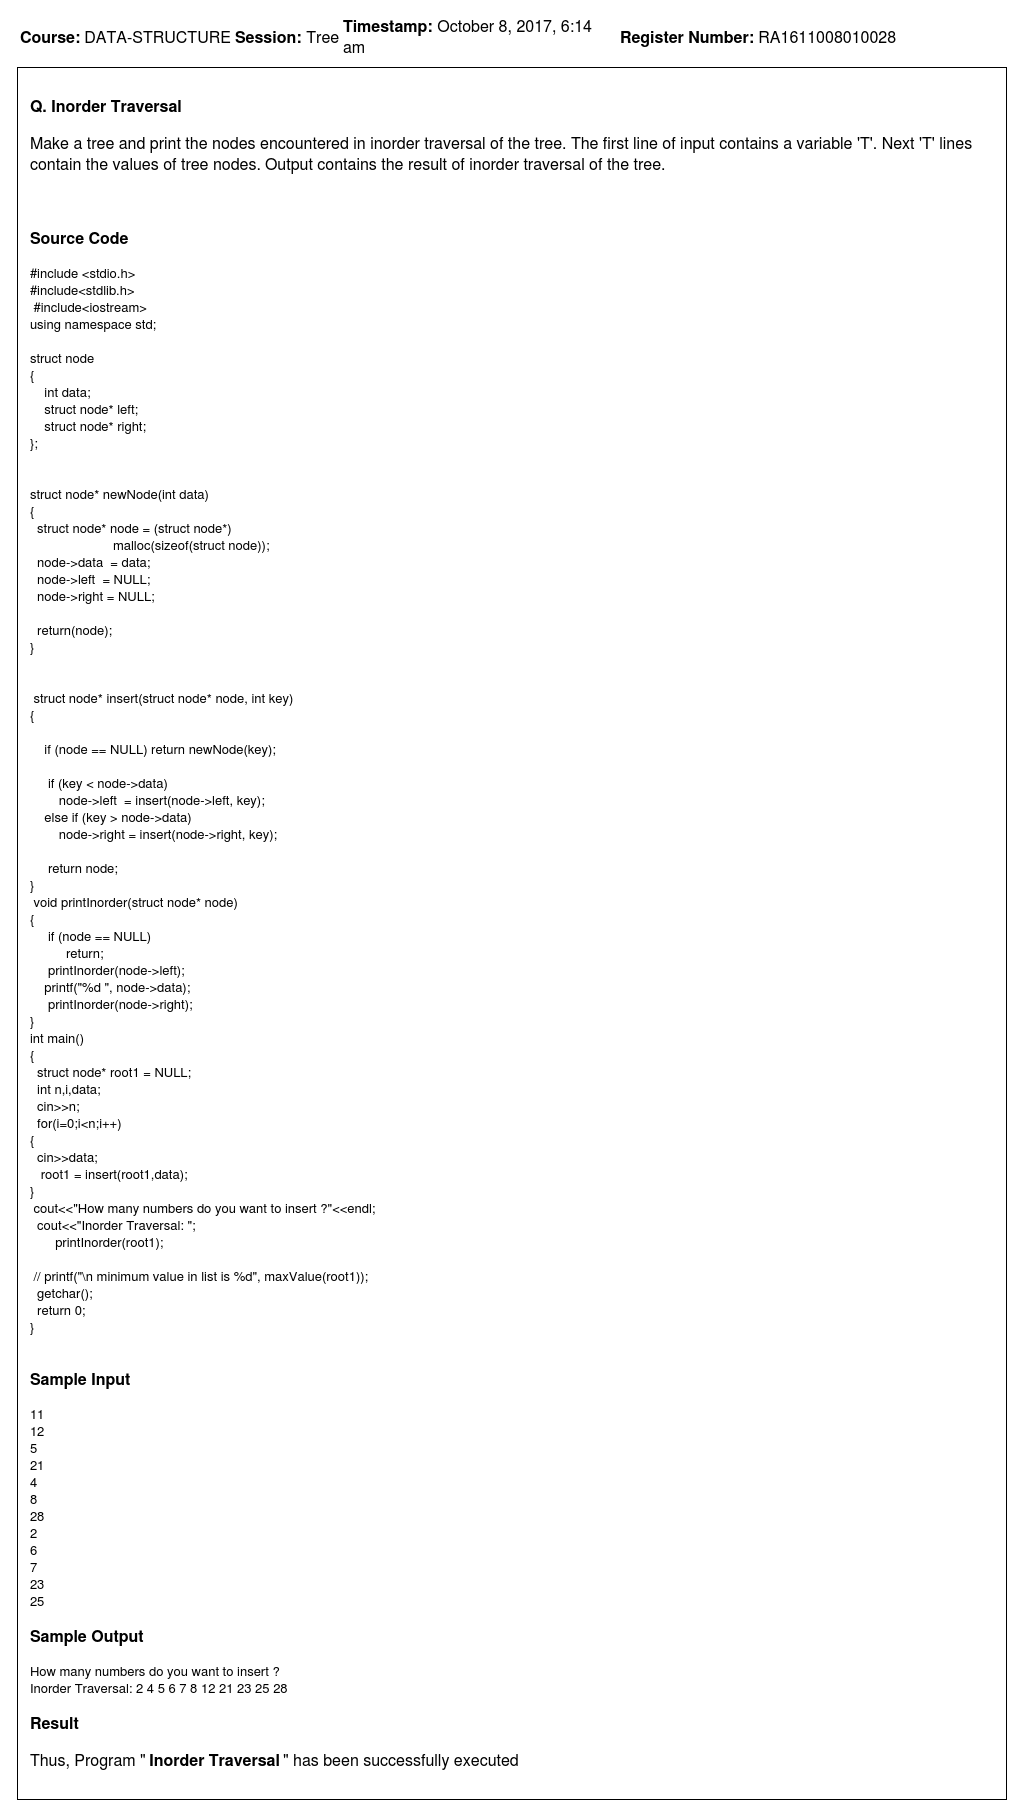 Course: DATA-STRUCTURE Session: Tree Timestamp: October 8, 2017, 6:14 am Register Number: RA1611008010028
Q. Inorder Traversal
Make a tree and print the nodes encountered in inorder traversal of the tree. The first line of input contains a variable 'T'. Next 'T' lines
contain the values of tree nodes. Output contains the result of inorder traversal of the tree.
Source Code
#include <stdio.h>
#include<stdlib.h>
#include<iostream>
using namespace std;
struct node
{
int data;
struct node* left;
struct node* right;
};
struct node* newNode(int data)
{
struct node* node = (struct node*)
malloc(sizeof(struct node));
node->data  = data;
node->left  = NULL;
node->right = NULL;
return(node);
}
struct node* insert(struct node* node, int key)
{
if (node == NULL) return newNode(key);
if (key < node->data)
node->left  = insert(node->left, key);
else if (key > node->data)
node->right = insert(node->right, key);
return node;
}
void printInorder(struct node* node)
{
if (node == NULL)
return;
printInorder(node->left);
printf("%d ", node->data);
printInorder(node->right);
}
int main()
{
struct node* root1 = NULL;
int n,i,data;
cin>>n;
for(i=0;i<n;i++)
{
cin>>data;
root1 = insert(root1,data);
}
cout<<"How many numbers do you want to insert ?"<<endl;
cout<<"Inorder Traversal: ";
printInorder(root1);
// printf("\n minimum value in list is %d", maxValue(root1));
getchar();
return 0;
}
Sample Input
11
12
5
21
4
8
28
2
6
7
23
25
Sample Output
How many numbers do you want to insert ?
Inorder Traversal: 2 4 5 6 7 8 12 21 23 25 28
Result
Thus, Program " Inorder Traversal " has been successfully executed